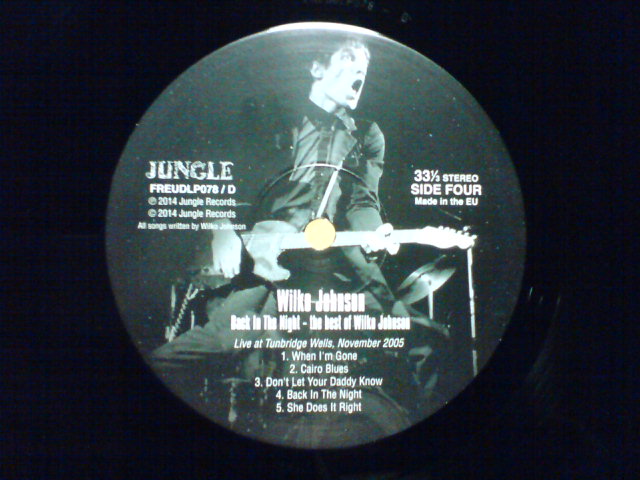 JUNGLE
FREUDLP078 / D
℗ 2014 Jungle Records
© 2014 Jungle Records
All songs written by Wilko Johnson
33⅓ STEREO
SIDE FOUR
Made in the EU
Wilko Johnson
Back In The Night - the best of Wilko Johnson
Live at Tunbridge Wells, November 2005
1. When I'm Gone
2. Cairo Blues
3. Don't Let Your Daddy Know
4. Back In The Night
5. She Does It Right